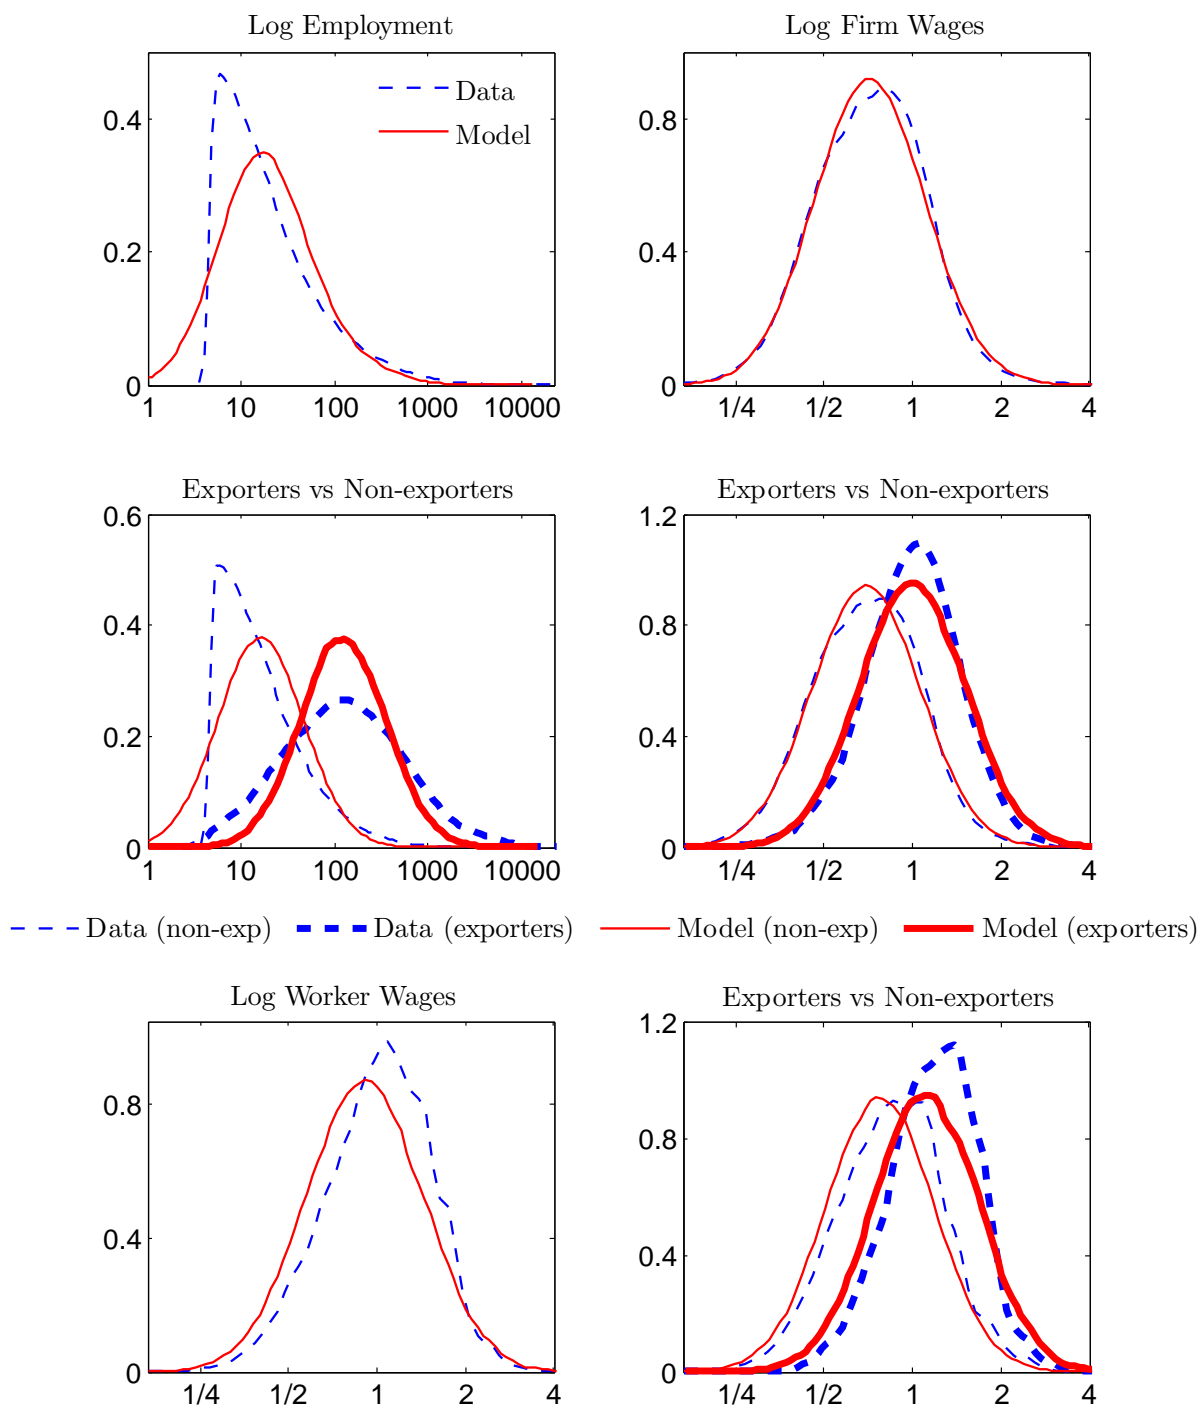 Log Employment
Log Firm Wages
Data
Model
0.4
0.2
0
1 10 100 1000 10000
0.8
0.4
0
1/4 1/2 1 2 4
Exporters vs Non-exporters
Exporters vs Non-exporters
0.6
0.4
0.2
0
1 10 100 1000 10000
1.2
0.8
0.4
0
1/4 1/2 1 2 4
Data (non-exp) Data (exporters) Model (non-exp) Model (exporters)
Log Worker Wages
Exporters vs Non-exporters
0.8
0.4
0
1/4 1/2 1 2 4
1.2
0.8
0.4
0
1/4 1/2 1 2 4